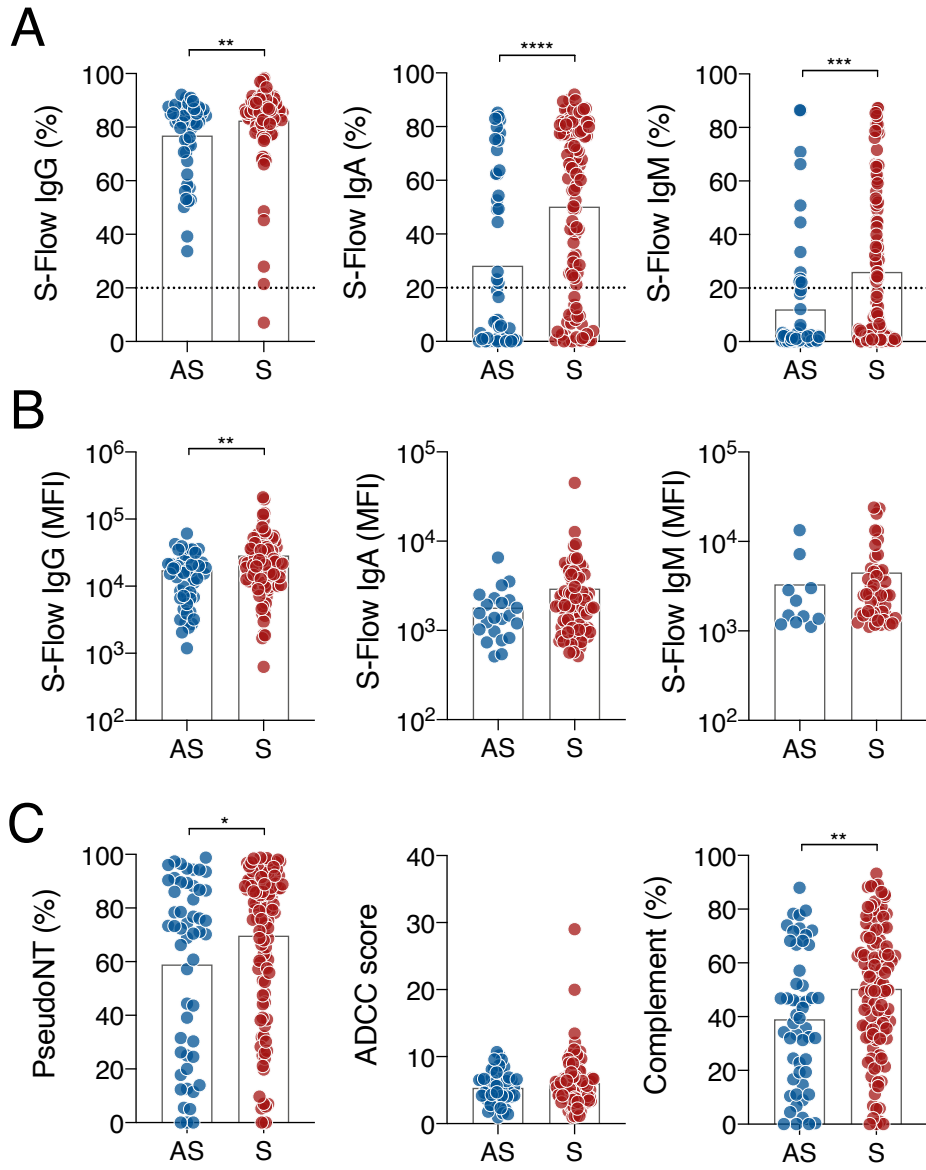 A
** **** ***
S-Flow IgG (%)
100
80
60
40
20
0
AS S
S-Flow IgA (%)
100
80
60
40
20
0
AS S
S-Flow IgM (%)
100
80
60
40
20
0
AS S
B
**
S-Flow IgG (MFI)
10⁶
10⁵
10⁴
10³
10²
AS S
S-Flow IgA (MFI)
10⁵
10⁴
10³
10²
AS S
S-Flow IgM (MFI)
10⁵
10⁴
10³
10²
AS S
C
* **
PseudoNT (%)
100
80
60
40
20
0
AS S
ADCC score
40
30
20
10
0
AS S
Complement (%)
100
80
60
40
20
0
AS S